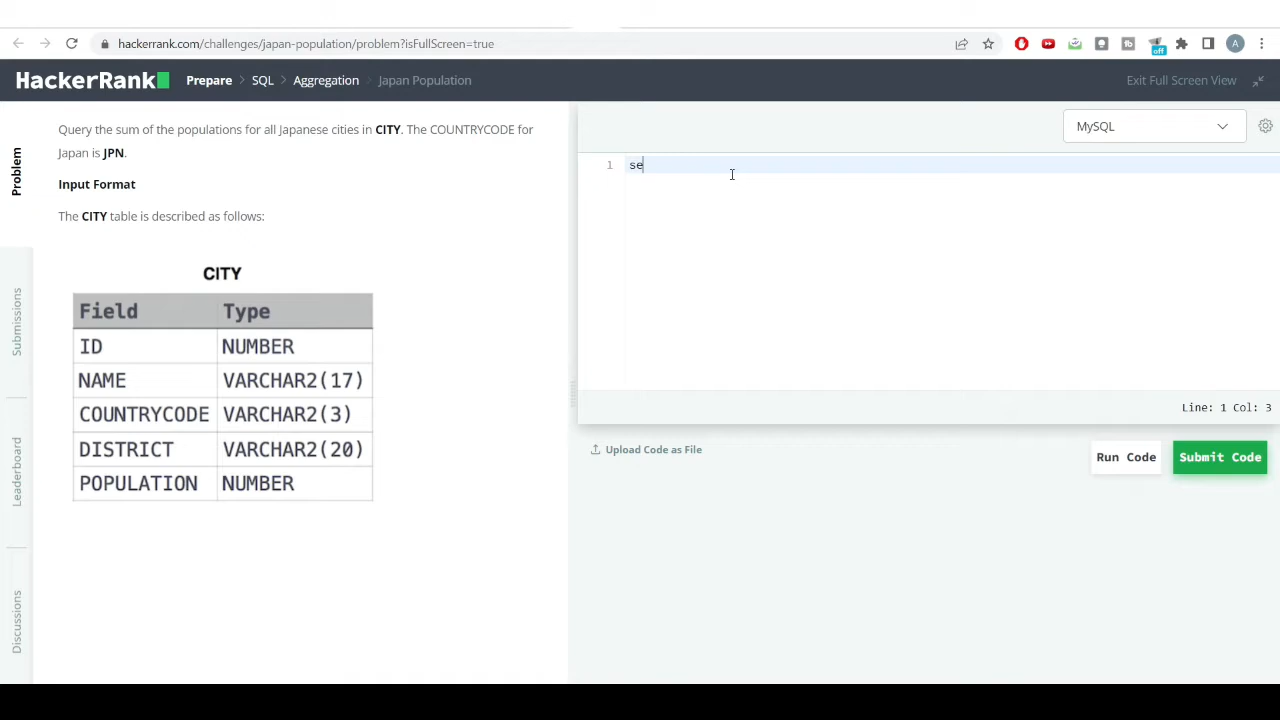 hackerrank.com/challenges/japan-population/problem?isFullScreen=true
off
A
HackerRank
Prepare > SQL > Aggregation > Japan Population
Exit Full Screen View
Problem
Submissions
Leaderboard
Discussions
Query the sum of the populations for all Japanese cities in CITY. The COUNTRYCODE for
Japan is JPN.
Input Format
The CITY table is described as follows:
CITY
Field Type
ID NUMBER
NAME VARCHAR2(17)
COUNTRYCODE VARCHAR2(3)
DISTRICT VARCHAR2(20)
POPULATION NUMBER
MySQL
1 se
Line: 1 Col: 3
Upload Code as File
Run Code
Submit Code